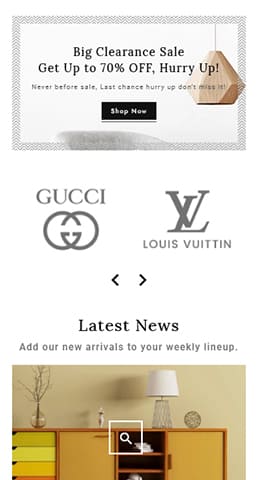 Big Clearance Sale
Get Up to 70% OFF, Hurry Up!
Never before sale, Last chance hurry up don't miss it!
Shop Now
GUCCI
LOUIS VUITTIN
Latest News
Add our new arrivals to your weekly lineup.